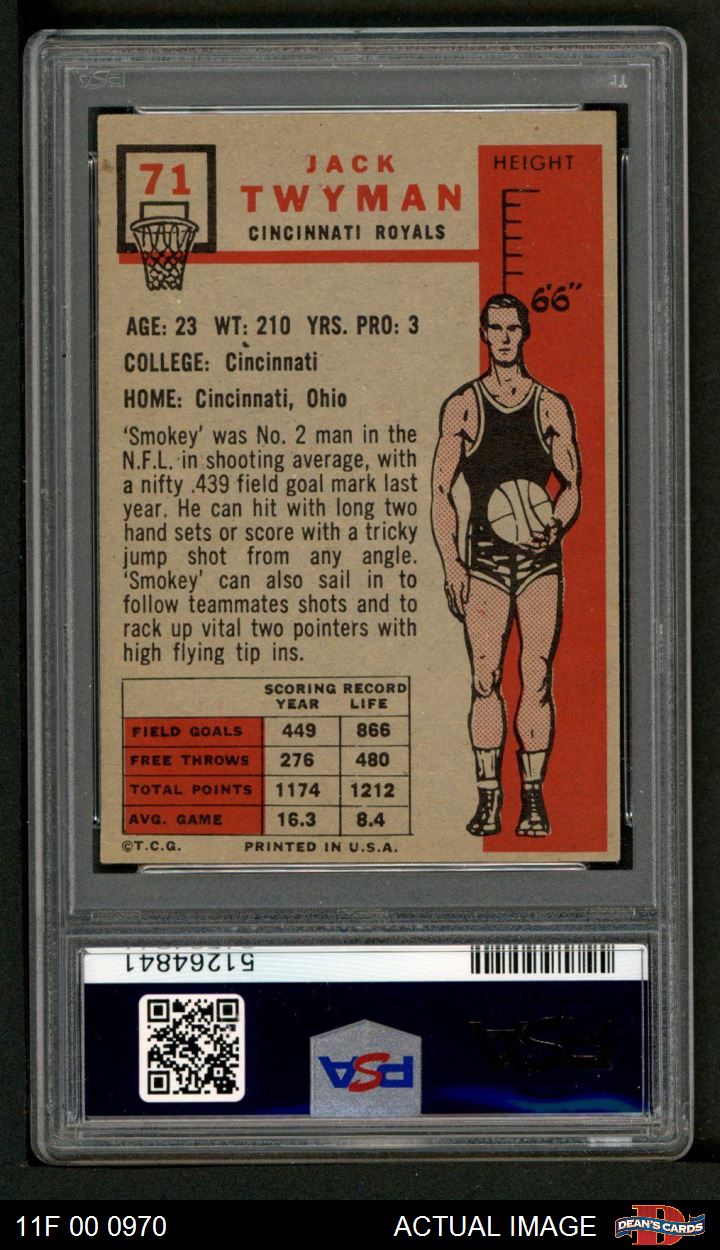 71
JACK
TWYMAN
CINCINNATI ROYALS
HEIGHT
6'6"
AGE: 23 WT: 210 YRS. PRO: 3
COLLEGE: Cincinnati
HOME: Cincinnati, Ohio
'Smokey' was No. 2 man in the
N.F.L. in shooting average, with
a nifty .439 field goal mark last
year. He can hit with long two
hand sets or score with a tricky
jump shot from any angle.
'Smokey' can also sail in to
follow teammates shots and to
rack up vital two pointers with
high flying tip ins.
SCORING RECORD
YEAR LIFE
FIELD GOALS 449 866
FREE THROWS 276 480
TOTAL POINTS 1174 1212
AVG. GAME 16.3 8.4
©T.C.G. PRINTED IN U.S.A.
51264841
PSA
PSA
11F 00 0970 ACTUAL IMAGE
DEAN'S CARDS